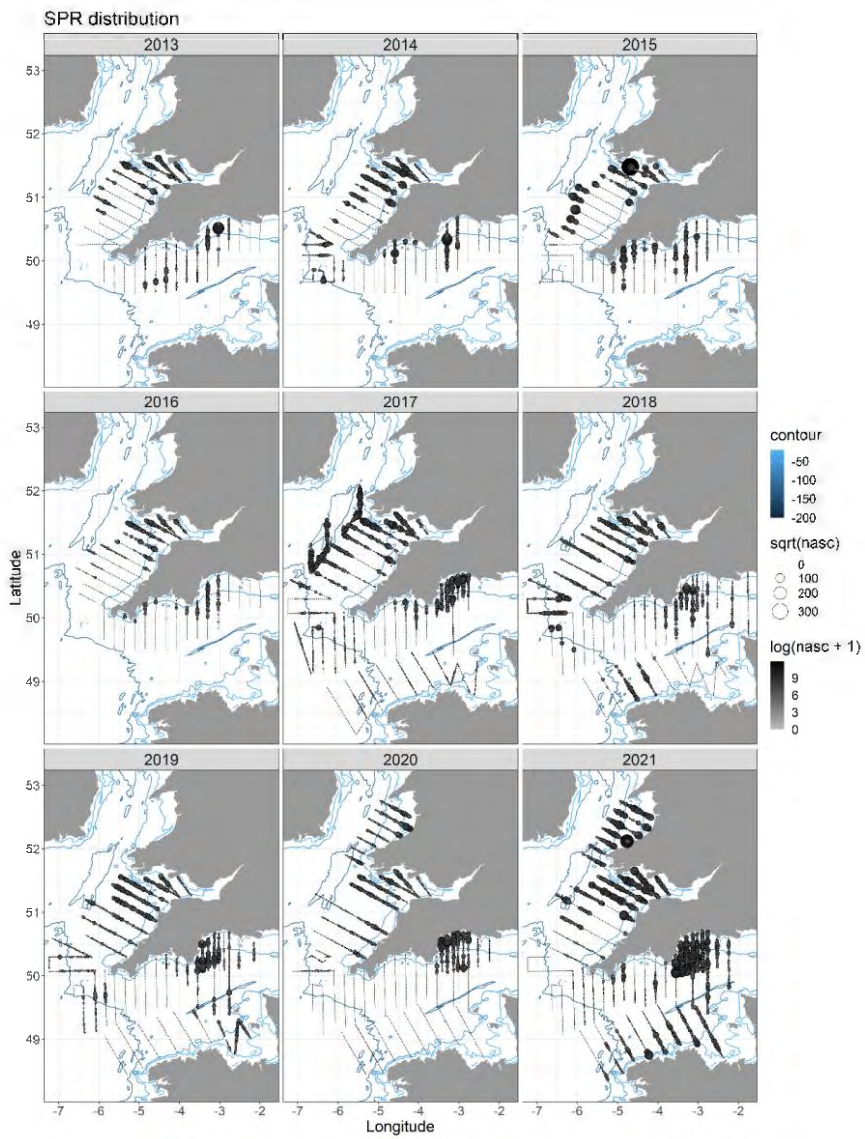 SPR distribution
2013 2014 2015
53
52
51
50
49
2016 2017 2018
53
52
51
50
49
Latitude
contour
-50
-100
-150
-200
sqrt(nasc)
0
100
200
300
log(nasc + 1)
9
6
3
0
2019 2020 2021
53
52
51
50
49
-7 -6 -5 -4 -3 -2 -7 -6 -5 -4 -3 -2 -7 -6 -5 -4 -3 -2
Longitude